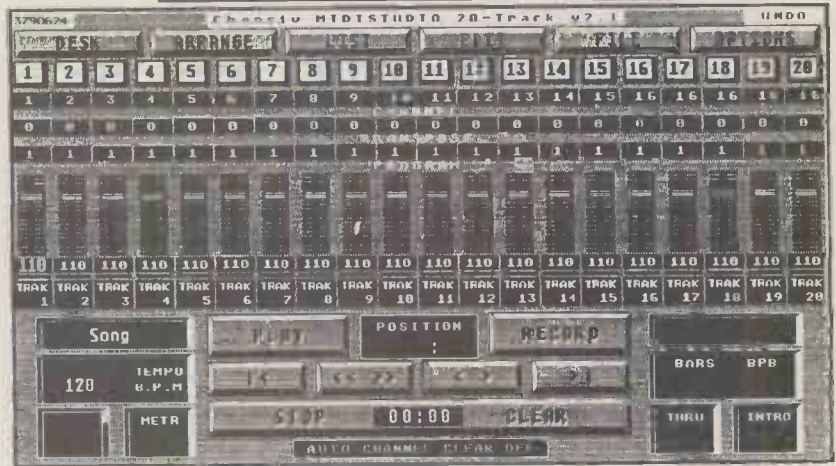 3790624 MIDISTUDIO 20-Track v2.1 UNDO
DESK ARRANGE LIST OPTIONS
1 2 3 4 5 6 7 8 9 10 11 13 14 15 16 17 18 19 20
1 2 3 4 5 6 7 8 9 11 12 13 14 15 16 16 16
0 0 0 0 0 0 0 0 0 0 0 0 0 0 0 0 0
1 1 1 1 1 1 1 1 1 1 1 1 1 1 1 1 1 1 1
110 110 110 110 110 110 110 110 110 110 110 110 110 110 110 110 110 110 110 110
TRAK TRAK TRAK TRAK TRAK TRAK TRAK TRAK TRAK TRAK TRAK TRAK TRAK TRAK TRAK TRAK TRAK TRAK TRAK TRAK
1 2 3 4 5 6 7 8 9 10 11 12 13 14 15 16 17 18 19 20
Song PLAY POSITION RECORD
:
BARS BPB
120 TEMPO
B.P.M
METR STOP 00:00 CLEAR THRU INTRO
AUTO CHANNEL CLEAR